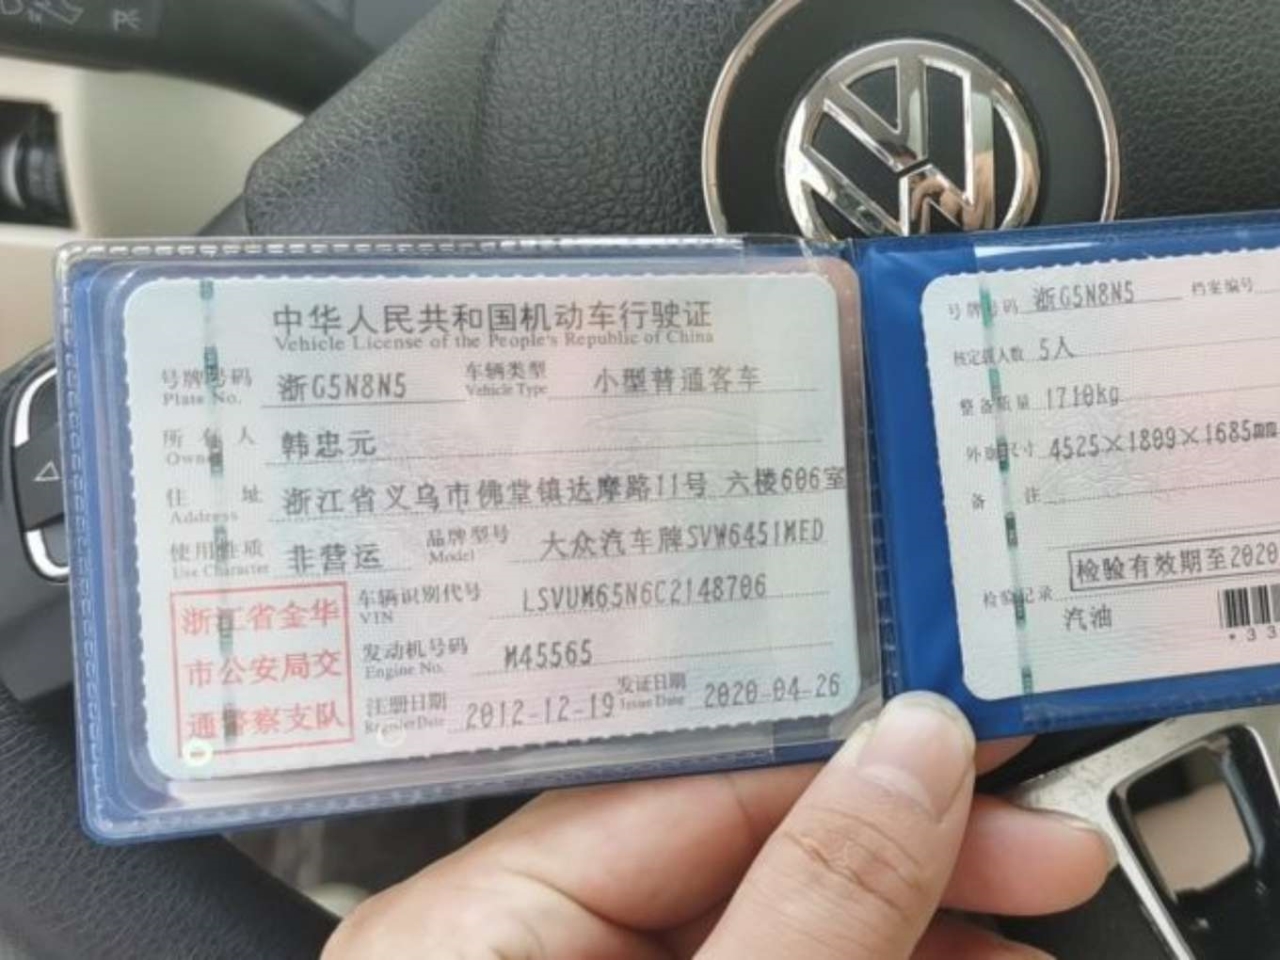 中华人民共和国机动车行驶证
Vehicle License of the People's Republic of China
号牌号码 浙G5N8N5 车辆类型 小型普通客车
Plate No. Vehicle Type
所有人 韩忠元
Owner
住址 浙江省义乌市佛堂镇达摩路11号 六楼606室
Address
使用性质 非营运 品牌型号 大众汽车牌SVW6451MED
Use Character Model
浙江省金华
市公安局交
通警察支队
车辆识别代号 LSVUM65N6C2148706
VIN
发动机号码 M45565
Engine No.
注册日期 2012-12-19 发证日期 2020-04-26
Register Date Issue Date
号牌号码 浙G5N8N5 档案编号
核定载人数 5人
整备质量 1710kg
外廓尺寸 4525×1809×1685mm
备注
检验有效期至2020
检验记录
汽油
*33